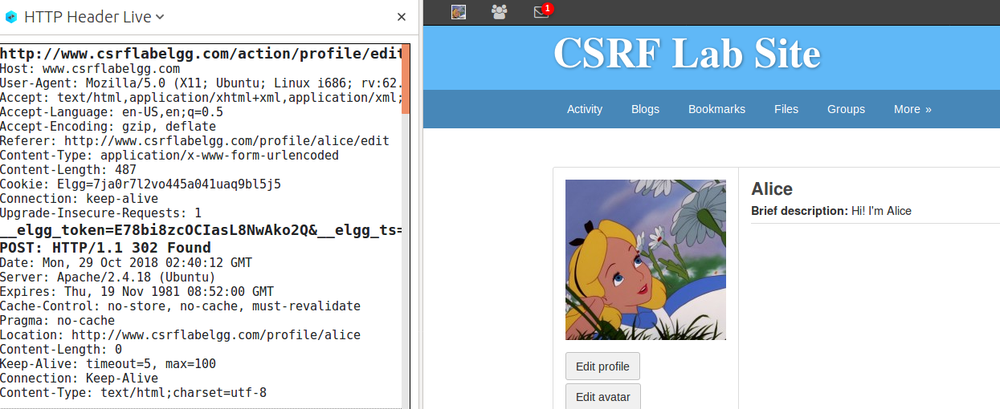 HTTP Header Live
http://www.csrflabelgg.com/action/profile/edit
Host: www.csrflabelgg.com
User-Agent: Mozilla/5.0 (X11; Ubuntu; Linux i686; rv:62.
Accept: text/html,application/xhtml+xml,application/xml;
Accept-Language: en-US,en;q=0.5
Accept-Encoding: gzip, deflate
Referer: http://www.csrflabelgg.com/profile/alice/edit
Content-Type: application/x-www-form-urlencoded
Content-Length: 487
Cookie: Elgg=7ja0r7l2vo445a041uaq9bl5j5
Connection: keep-alive
Upgrade-Insecure-Requests: 1
__elgg_token=E78bi8zcOCIasL8NwAko2Q&__elgg_ts=
POST: HTTP/1.1 302 Found
Date: Mon, 29 Oct 2018 02:40:12 GMT
Server: Apache/2.4.18 (Ubuntu)
Expires: Thu, 19 Nov 1981 08:52:00 GMT
Cache-Control: no-store, no-cache, must-revalidate
Pragma: no-cache
Location: http://www.csrflabelgg.com/profile/alice
Content-Length: 0
Keep-Alive: timeout=5, max=100
Connection: Keep-Alive
Content-Type: text/html;charset=utf-8
1
CSRF Lab Site
Activity Blogs Bookmarks Files Groups More »
Alice
Brief description: Hi! I'm Alice
Edit profile
Edit avatar